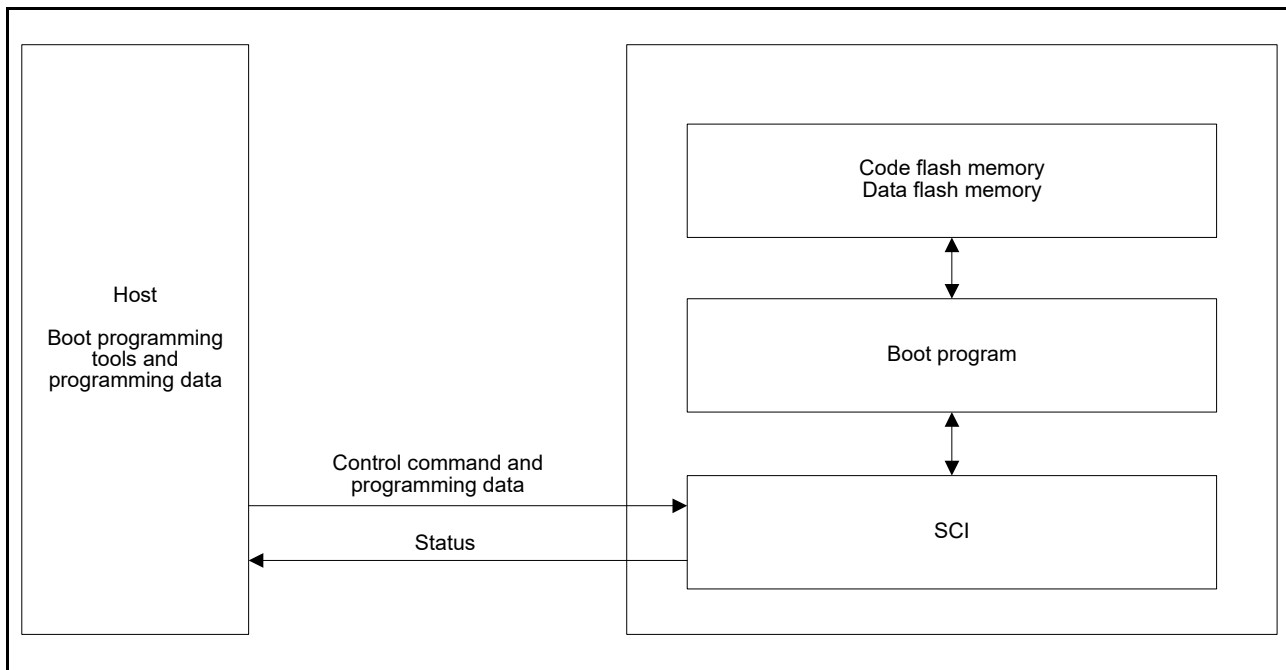 Host
Boot programming
tools and
programming data
Control command and
programming data
Status
Code flash memory
Data flash memory
Boot program
SCI